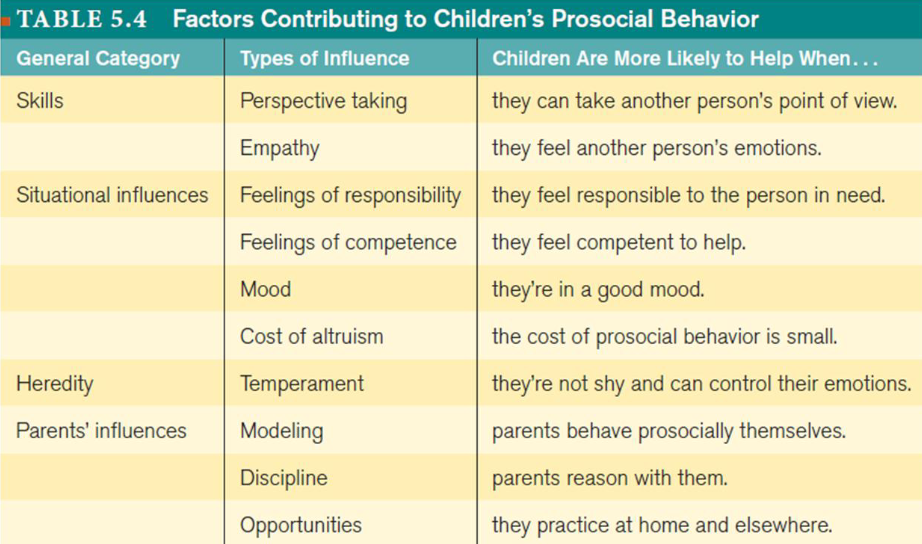 TABLE 5.4 Factors Contributing to Children's Prosocial Behavior
General Category Types of Influence Children Are More Likely to Help When...
Skills Perspective taking they can take another person's point of view.
Empathy they feel another person's emotions.
Situational influences Feelings of responsibility they feel responsible to the person in need.
Feelings of competence they feel competent to help.
Mood they're in a good mood.
Cost of altruism the cost of prosocial behavior is small.
Heredity Temperament they're not shy and can control their emotions.
Parents' influences Modeling parents behave prosocially themselves.
Discipline parents reason with them.
Opportunities they practice at home and elsewhere.